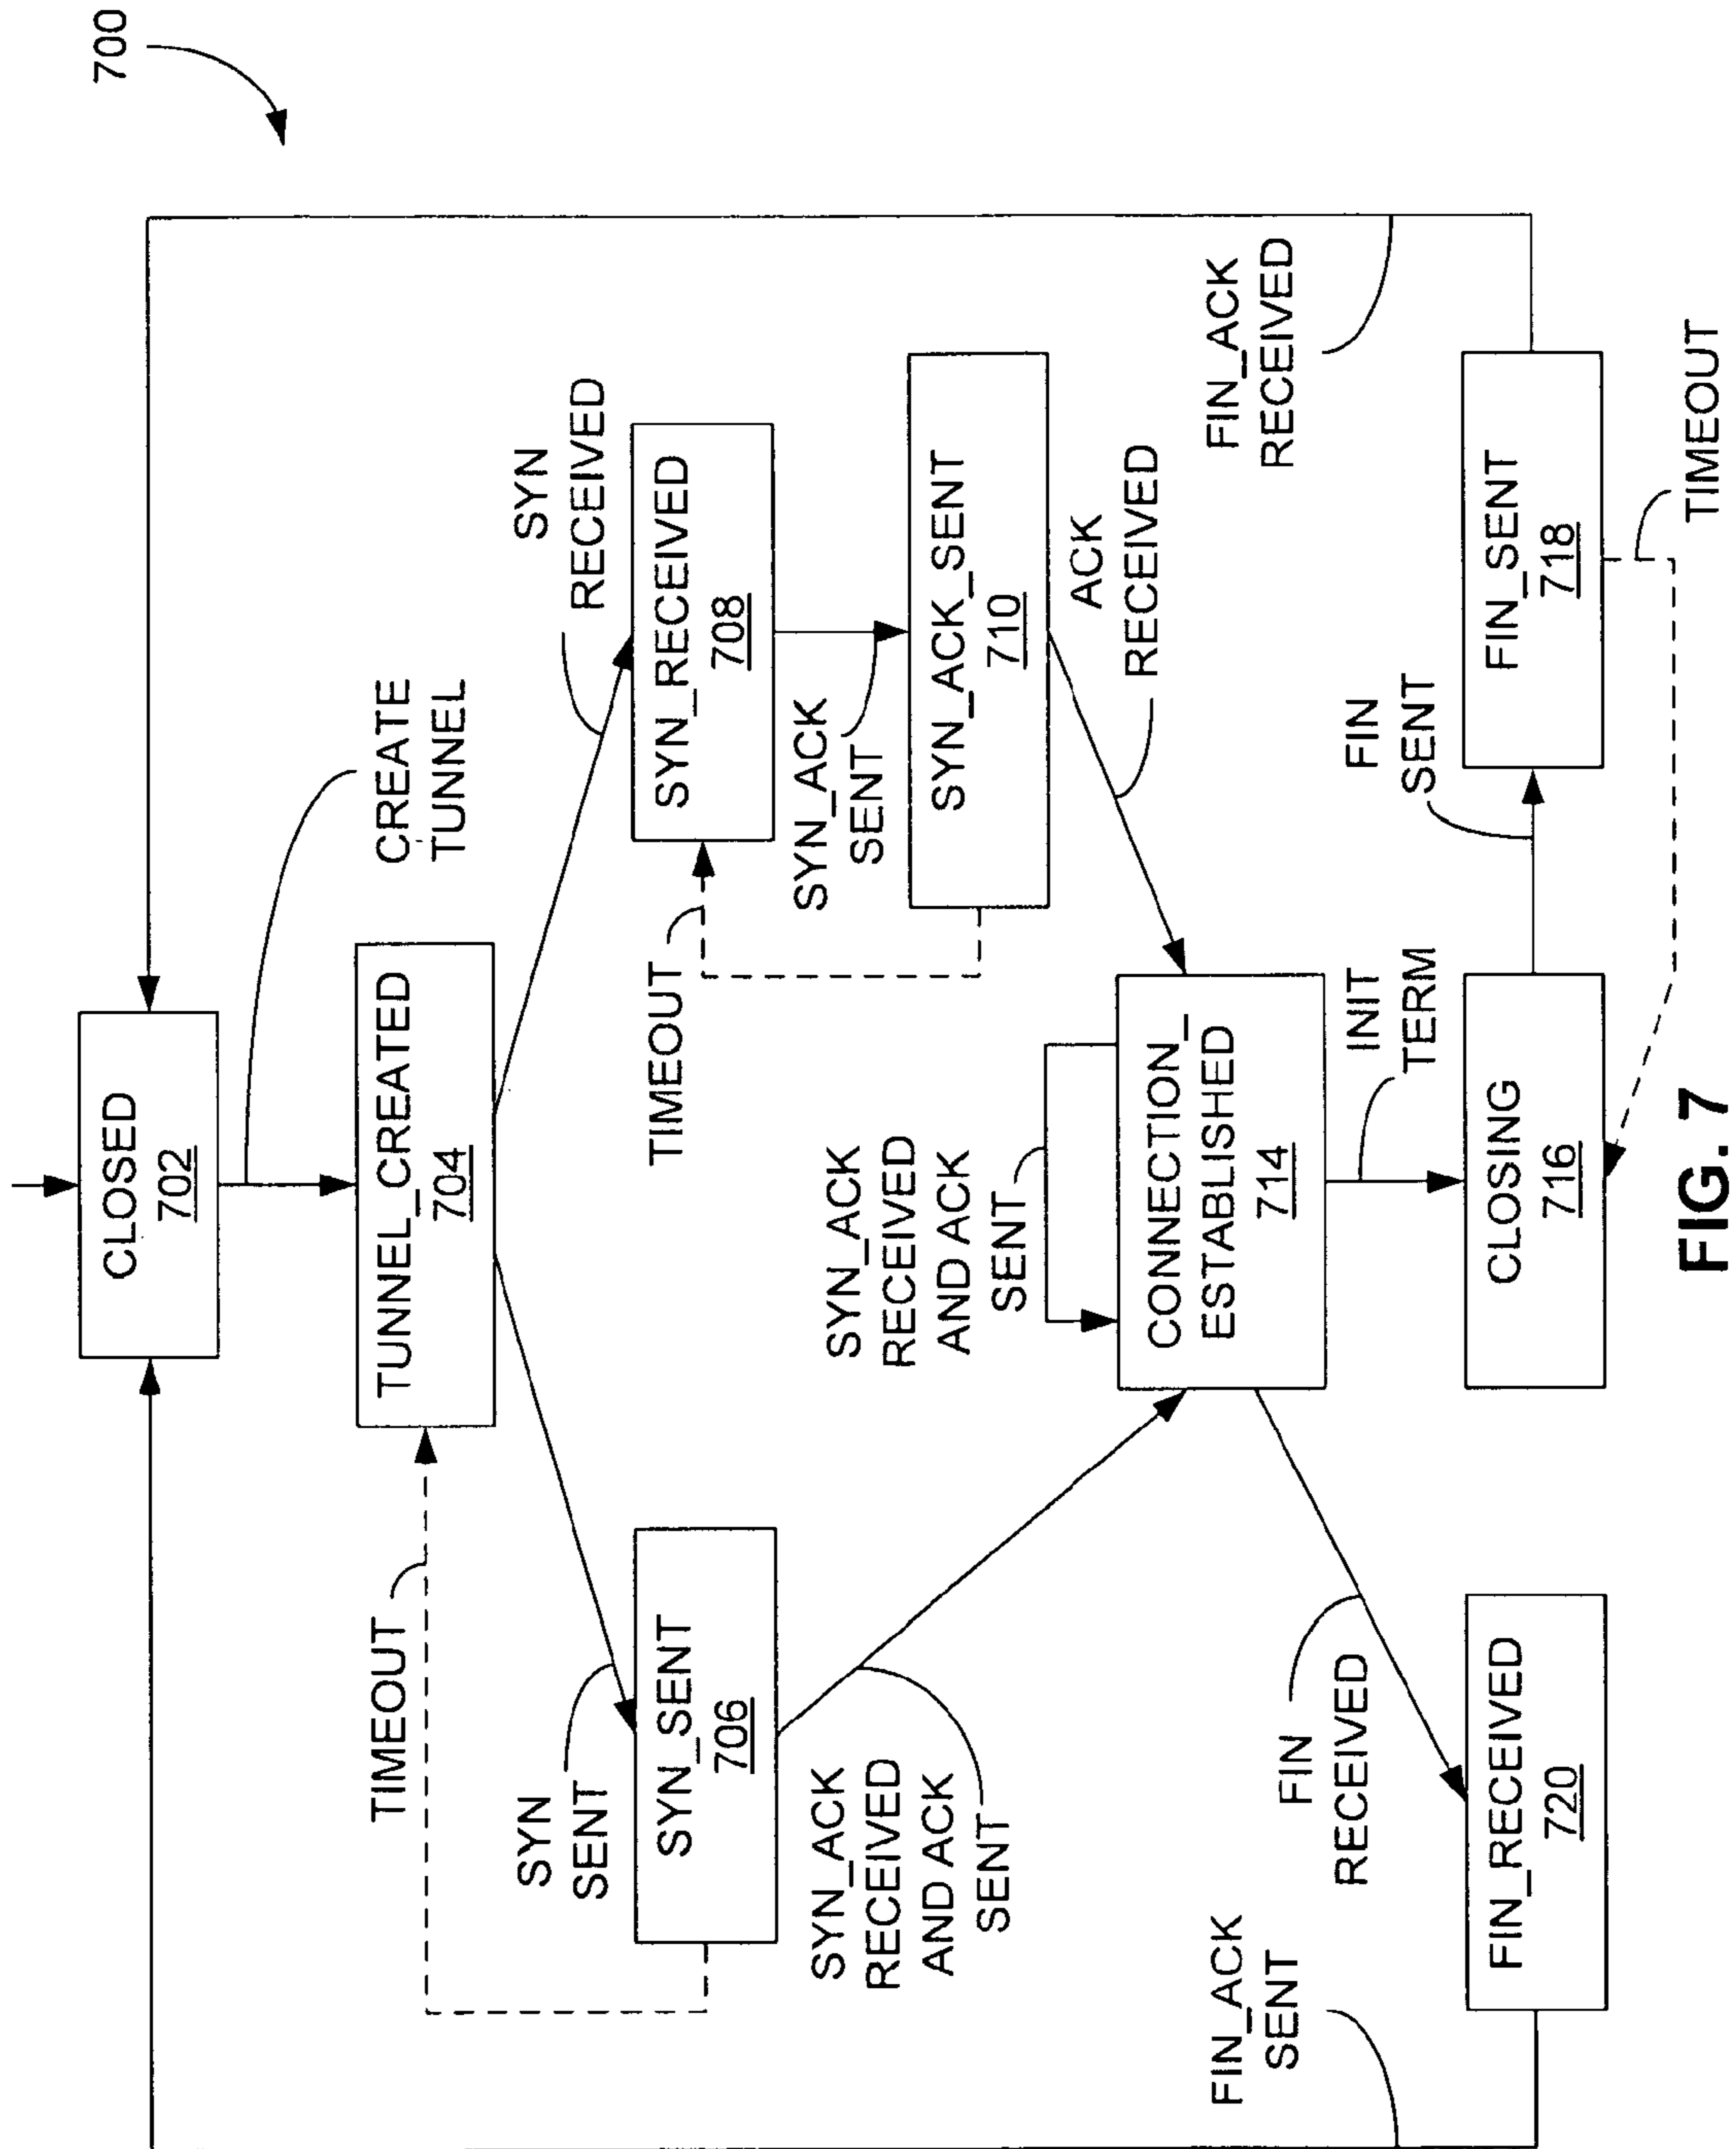 700
CLOSED
702
CREATE
TUNNEL
TUNNEL_CREATED
704
TIMEOUT
SYN
SENT
SYN
RECEIVED
SYN_SENT
706
SYN_RECEIVED
708
TIMEOUT
SYN_ACK
SENT
SYN_ACK
RECEIVED
AND ACK
SENT
SYN_ACK
RECEIVED
AND ACK
SENT
SYN_ACK_SENT
710
ACK
RECEIVED
CONNECTION_
ESTABLISHED
714
FIN_ACK
SENT
FIN
RECEIVED
INIT
TERM
FIN
SENT
FIN_ACK
RECEIVED
FIN_RECEIVED
720
CLOSING
716
FIN_SENT
718
TIMEOUT
FIG. 7